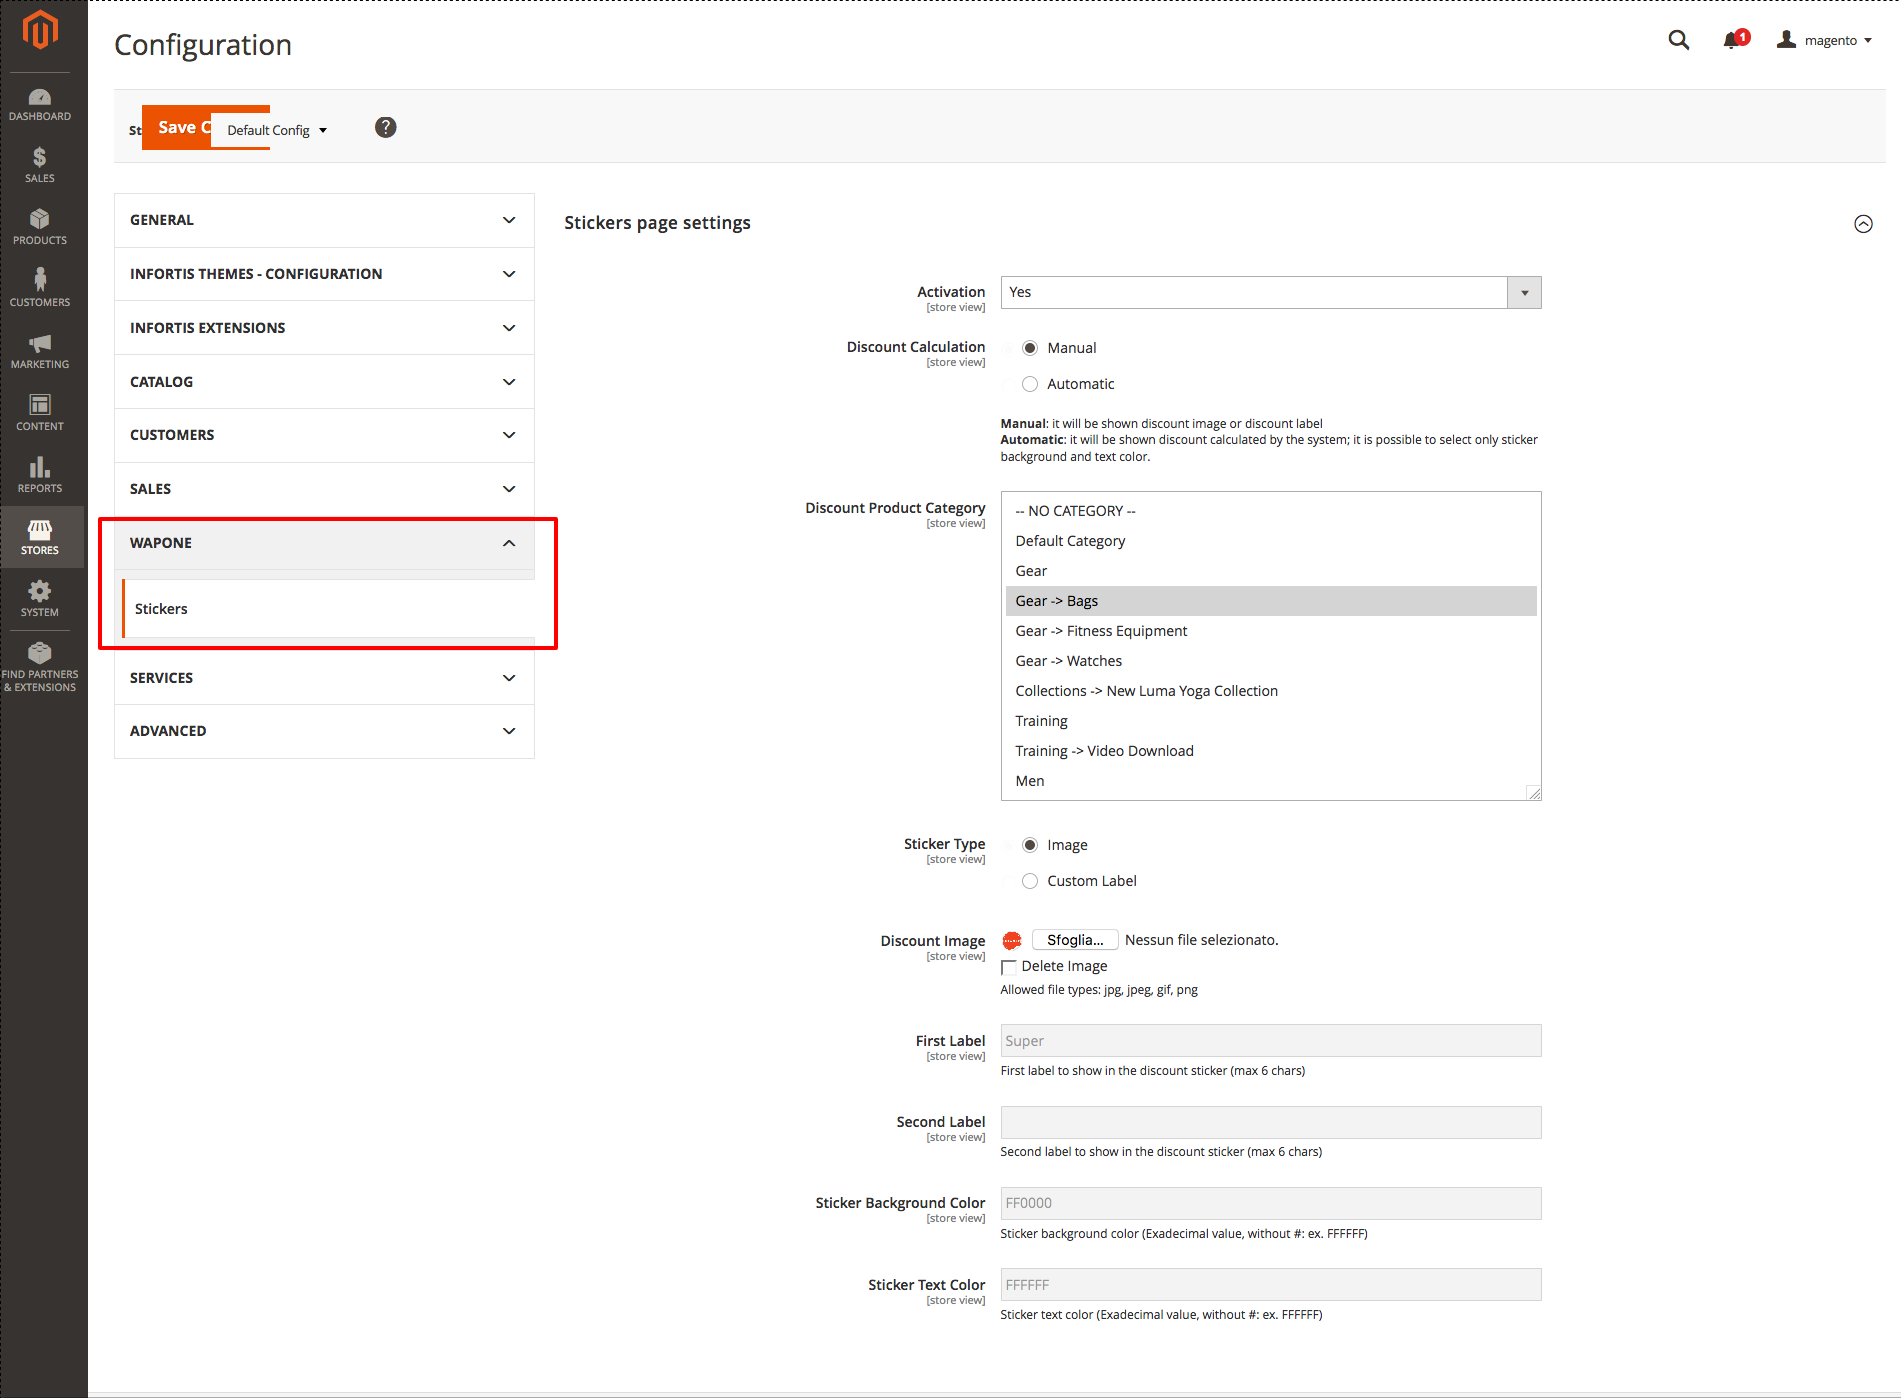 Configuration
1
magento
St
Save C
Default Config
?
DASHBOARD
SALES
PRODUCTS
CUSTOMERS
MARKETING
CONTENT
REPORTS
STORES
SYSTEM
FIND PARTNERS
& EXTENSIONS
GENERAL
INFORTIS THEMES - CONFIGURATION
INFORTIS EXTENSIONS
CATALOG
CUSTOMERS
SALES
WAPONE
Stickers
SERVICES
ADVANCED
Stickers page settings
Activation
[store view]
Yes
Discount Calculation
[store view]
Manual
Automatic
Manual: it will be shown discount image or discount label
Automatic: it will be shown discount calculated by the system; it is possible to select only sticker
background and text color.
Discount Product Category
[store view]
-- NO CATEGORY --
Default Category
Gear
Gear -> Bags
Gear -> Fitness Equipment
Gear -> Watches
Collections -> New Luma Yoga Collection
Training
Training -> Video Download
Men
Sticker Type
[store view]
Image
Custom Label
Discount Image
[store view]
Sfoglia... Nessun file selezionato.
Delete Image
Allowed file types: jpg, jpeg, gif, png
First Label
[store view]
Super
First label to show in the discount sticker (max 6 chars)
Second Label
[store view]
Second label to show in the discount sticker (max 6 chars)
Sticker Background Color
[store view]
FF0000
Sticker background color (Exadecimal value, without #: ex. FFFFFF)
Sticker Text Color
[store view]
FFFFFF
Sticker text color (Exadecimal value, without #: ex. FFFFFF)